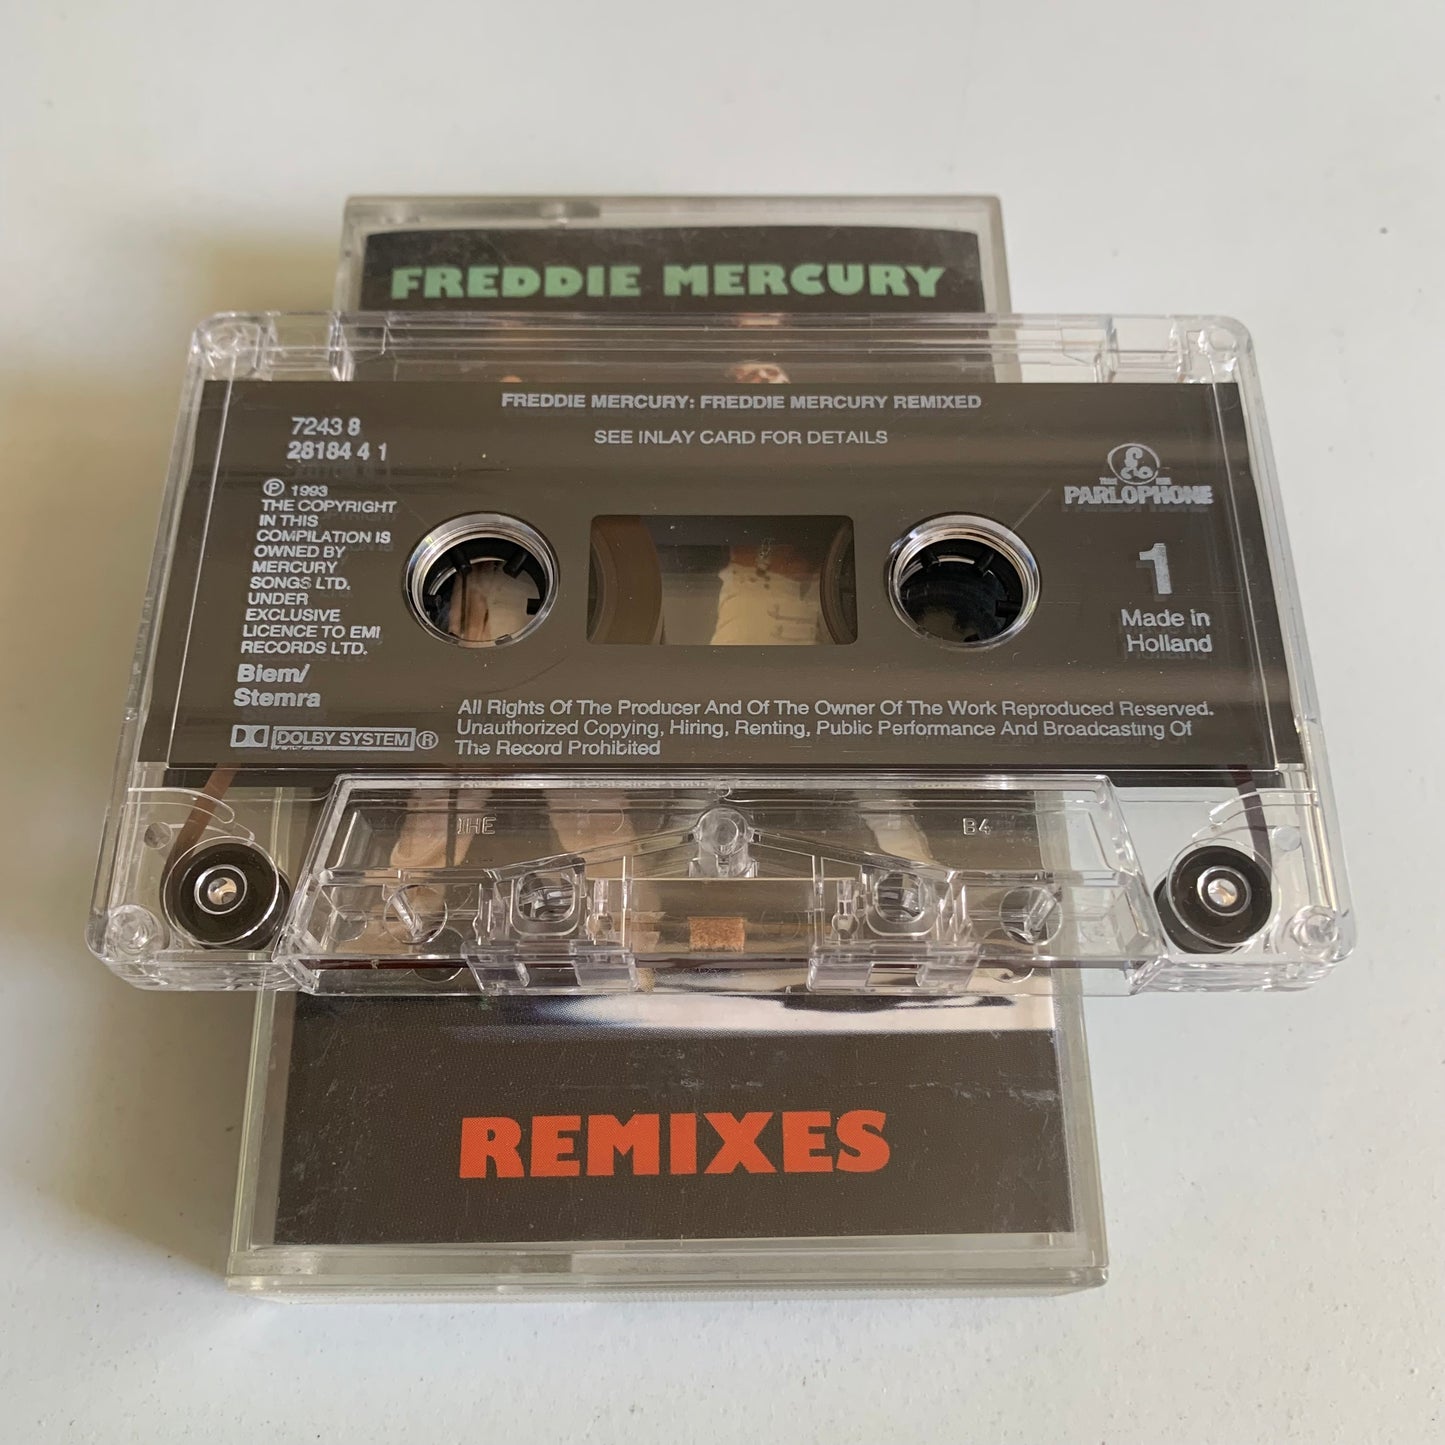 FREDDIE MERCURY
FREDDIE MERCURY: FREDDIE MERCURY REMIXED
SEE INLAY CARD FOR DETAILS
7243 8
28184 4 1
Ⓟ 1993
THE COPYRIGHT
IN THIS
COMPILATION IS
OWNED BY
MERCURY
SONGS LTD.
UNDER
EXCLUSIVE
LICENCE TO EMI
RECORDS LTD.
Biem/
Stemra
DOLBY SYSTEM®
PARLOPHONE
1
Made in
Holland
All Rights Of The Producer And Of The Owner Of The Work Reproduced Reserved.
Unauthorized Copying, Hiring, Renting, Public Performance And Broadcasting Of
The Record Prohibited
B4
REMIXES